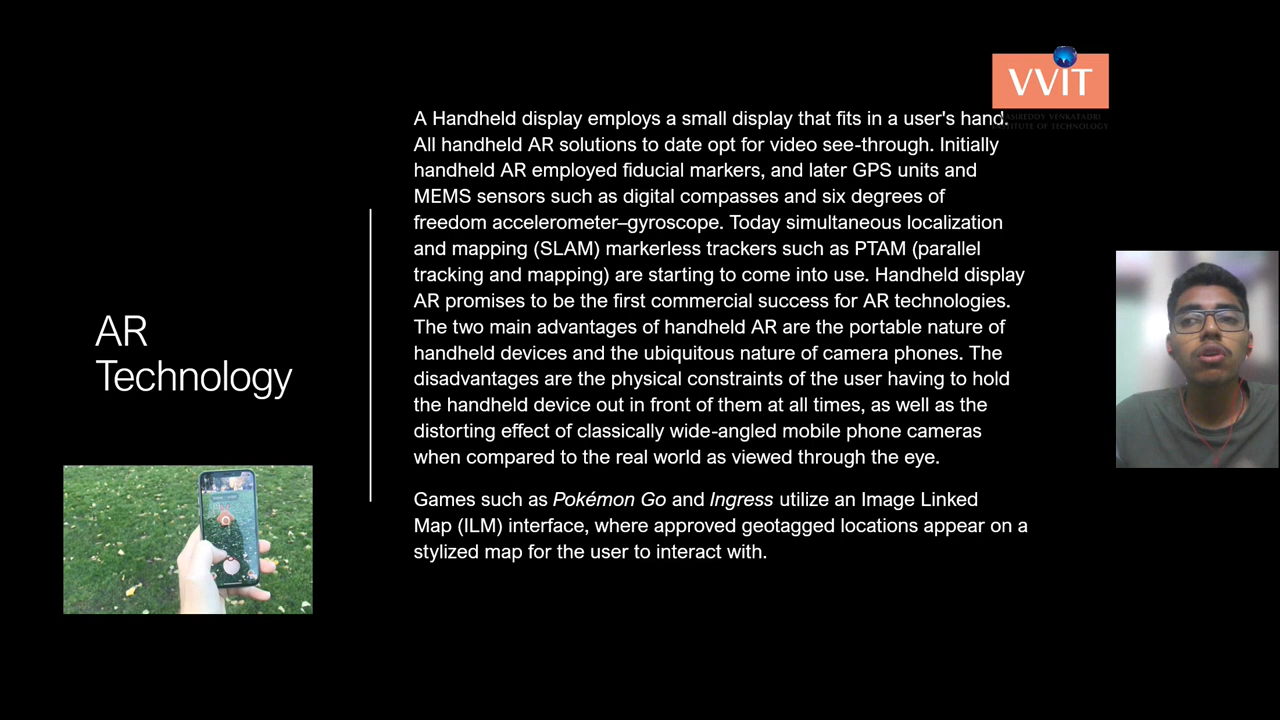 VVIT
INSTITUTE OF TECHNOLOGY
A Handheld display employs a small display that fits in a user's hand.
All handheld AR solutions to date opt for video see-through. Initially
handheld AR employed fiducial markers, and later GPS units and
MEMS sensors such as digital compasses and six degrees of
freedom accelerometer–gyroscope. Today simultaneous localization
and mapping (SLAM) markerless trackers such as PTAM (parallel
tracking and mapping) are starting to come into use. Handheld display
AR promises to be the first commercial success for AR technologies.
The two main advantages of handheld AR are the portable nature of
handheld devices and the ubiquitous nature of camera phones. The
disadvantages are the physical constraints of the user having to hold
the handheld device out in front of them at all times, as well as the
distorting effect of classically wide-angled mobile phone cameras
when compared to the real world as viewed through the eye.
Games such as Pokémon Go and Ingress utilize an Image Linked
Map (ILM) interface, where approved geotagged locations appear on a
stylized map for the user to interact with.
AR
Technology